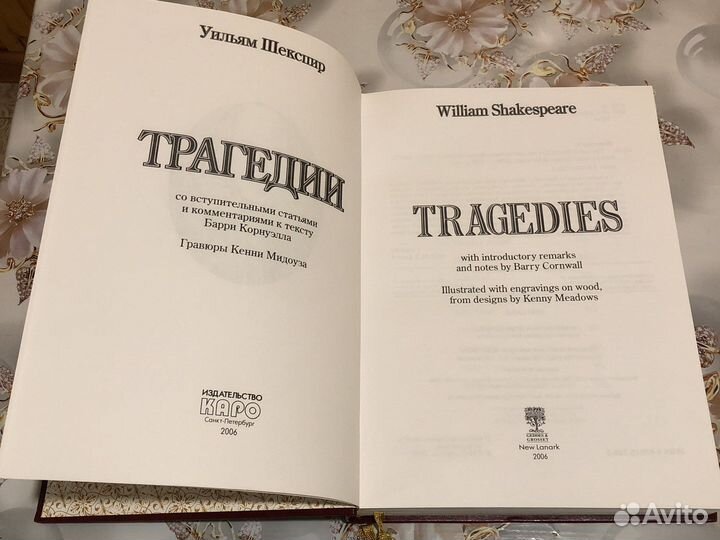 Уильям Шекспир
ТРАГЕДИИ
со вступительными статьями
и комментариями к тексту
Барри Корнуэлла
Гравюры Кенни Мидоуза
ИЗДАТЕЛЬСТВО
КАРО
Санкт-Петербург
2006
William Shakespeare
TRAGEDIES
with introductory remarks
and notes by Barry Cornwall
Illustrated with engravings on wood,
from designs by Kenny Meadows
GEDDES &
GROSSET
New Lanark
2006
Avito